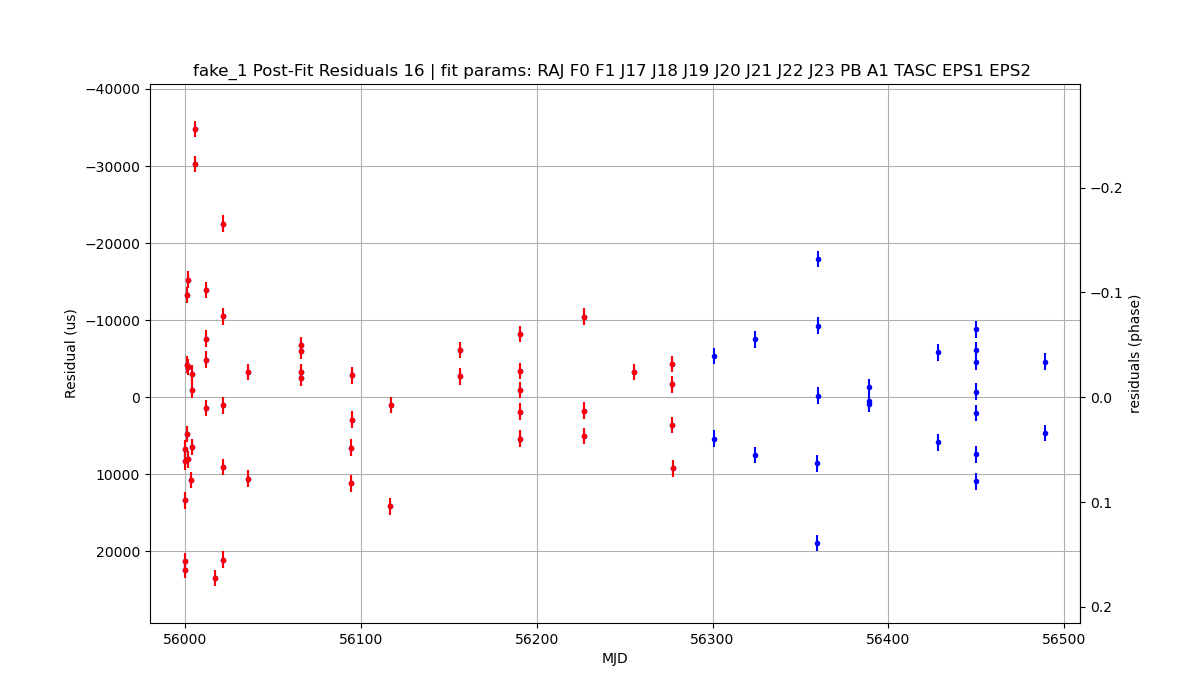 fake_1 Post-Fit Residuals 16 | fit params: RAJ F0 F1 J17 J18 J19 J20 J21 J22 J23 PB A1 TASC EPS1 EPS2
Residual (us)
−40000
−30000
−20000
−10000
0
10000
20000
−0.2
−0.1
0.0
0.1
0.2
residuals (phase)
56000 56100 56200 56300 56400 56500
MJD